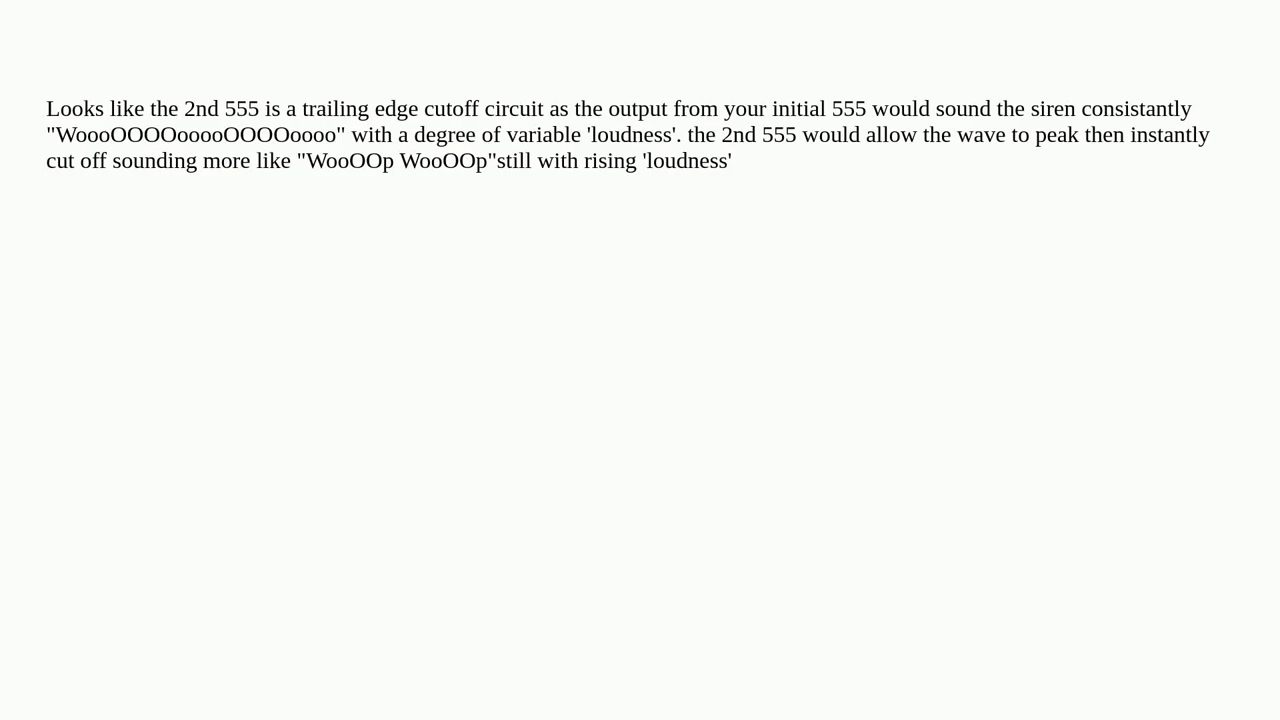 Looks like the 2nd 555 is a trailing edge cutoff circuit as the output from your initial 555 would sound the siren consistantly
"WoooOOOOooooOOOOoooo" with a degree of variable 'loudness'. the 2nd 555 would allow the wave to peak then instantly
cut off sounding more like "WooOOp WooOOp"still with rising 'loudness'